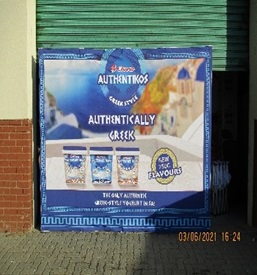 AUTHENTIKOS
GREEK STYLE
AUTHENTICALLY
GREEK
NEW
FLAVOURS
THE ONLY AUTHENTIC
GREEK-STYLE YOGHURT IN SA!
03/06/2021 16:24